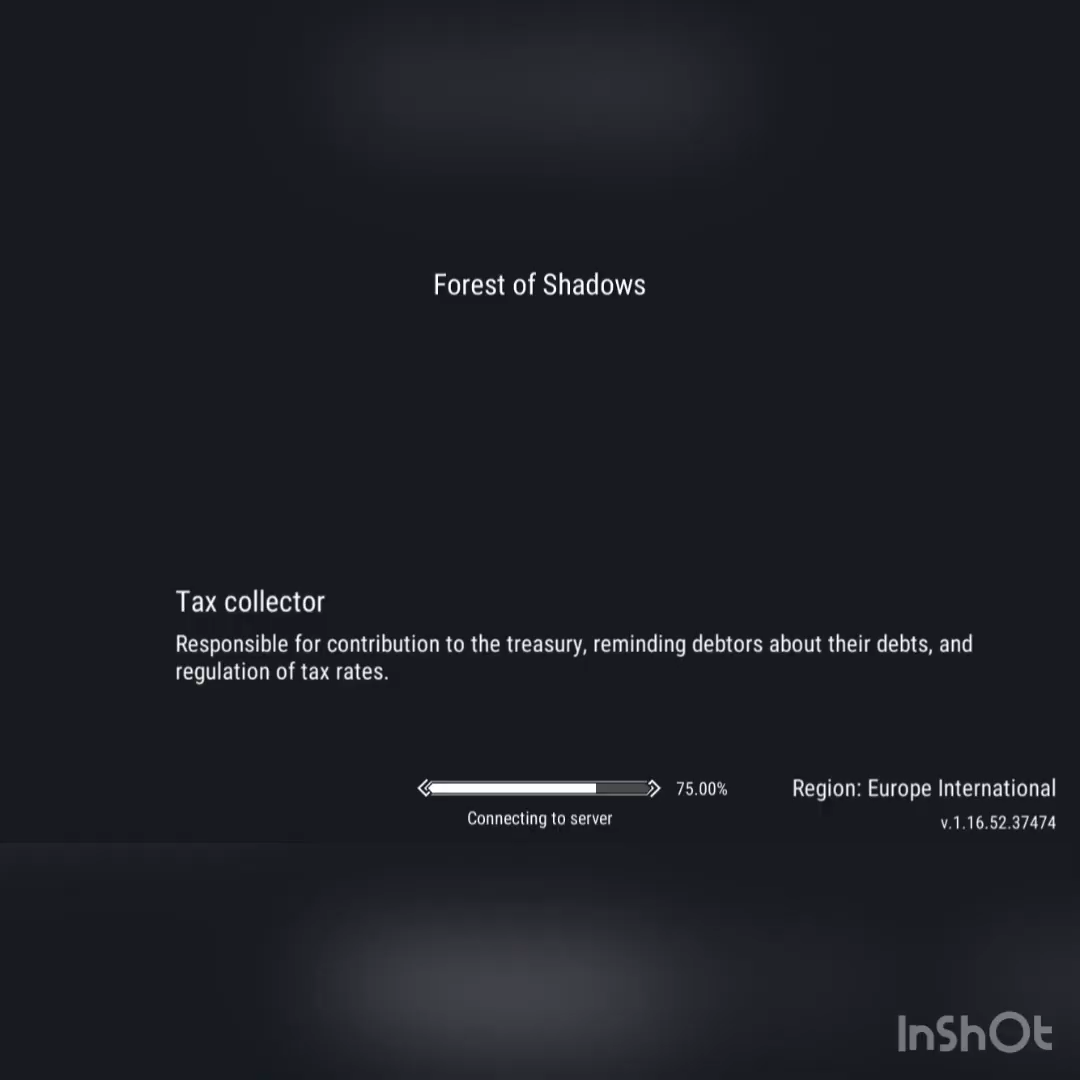 Forest of Shadows
Tax collector
Responsible for contribution to the treasury, reminding debtors about their debts, and
regulation of tax rates.
75.00%
Region: Europe International
Connecting to server
v.1.16.52.37474
InShOt